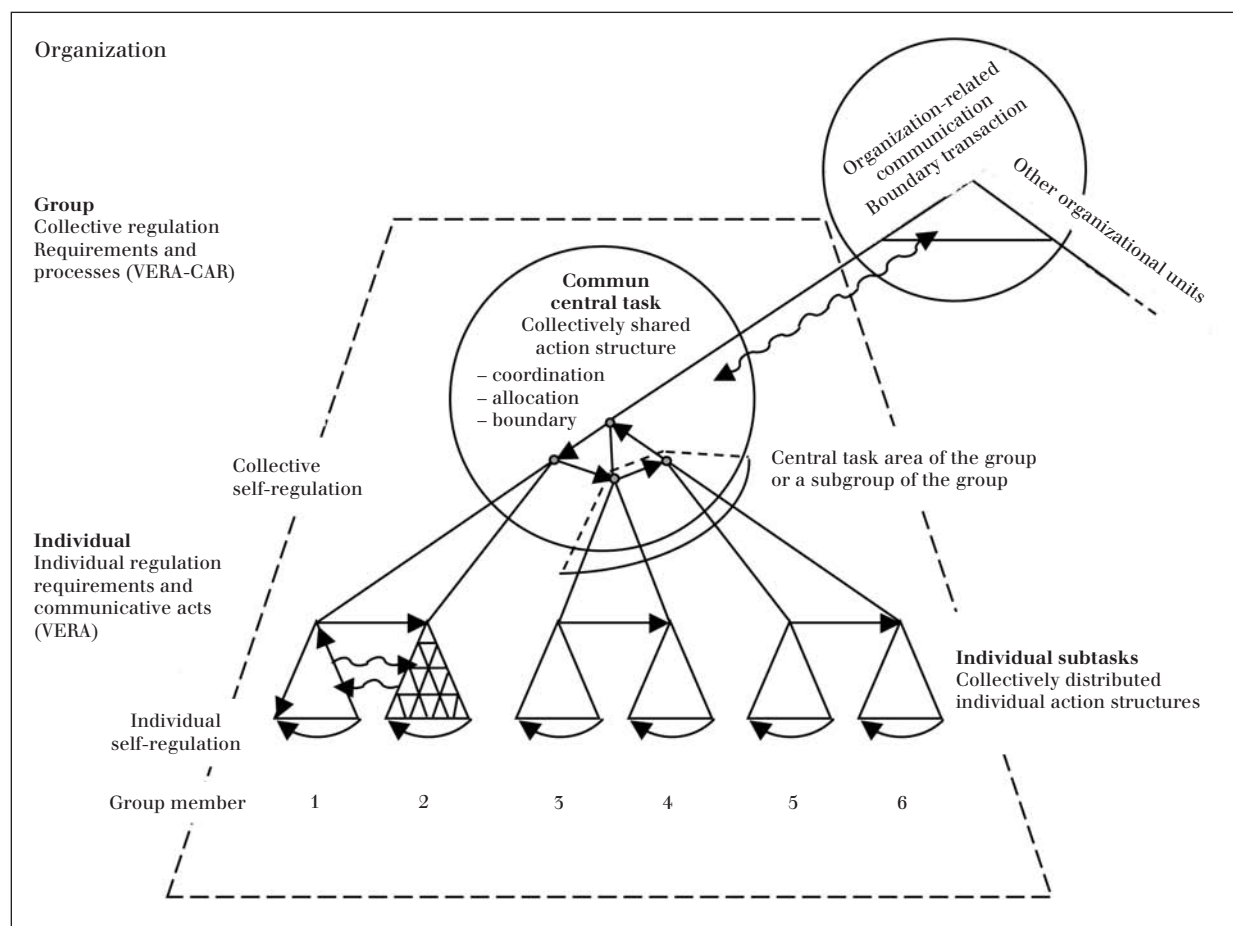 Organization
Organization-related
communication
Boundary transaction
Other organizational units
Group
Collective regulation
Requirements and
processes (VERA-CAR)
Commun
central task
Collectively shared
action structure
– coordination
– allocation
– boundary
Collective
self-regulation
Central task area of the group
or a subgroup of the group
Individual
Individual regulation
requirements and
communicative acts
(VERA)
Individual subtasks
Collectively distributed
individual action structures
Individual
self-regulation
Group member 1 2 3 4 5 6